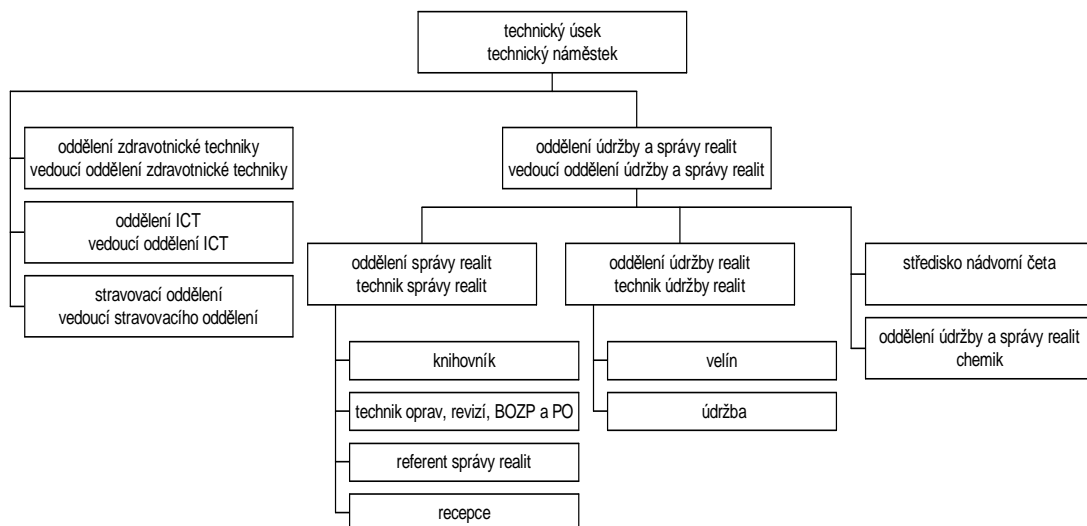 technický úsek
technický náměstek
oddělení zdravotnické techniky
vedoucí oddělení zdravotnické techniky
oddělení ICT
vedoucí oddělení ICT
stravovací oddělení
vedoucí stravovacího oddělení
oddělení údržby a správy realit
vedoucí oddělení údržby a správy realit
oddělení správy realit
technik správy realit
knihovník
technik oprav, revizí, BOZP a PO
referent správy realit
recepce
oddělení údržby realit
technik údržby realit
velín
údržba
středisko nádvorní četa
oddělení údržby a správy realit
chemik